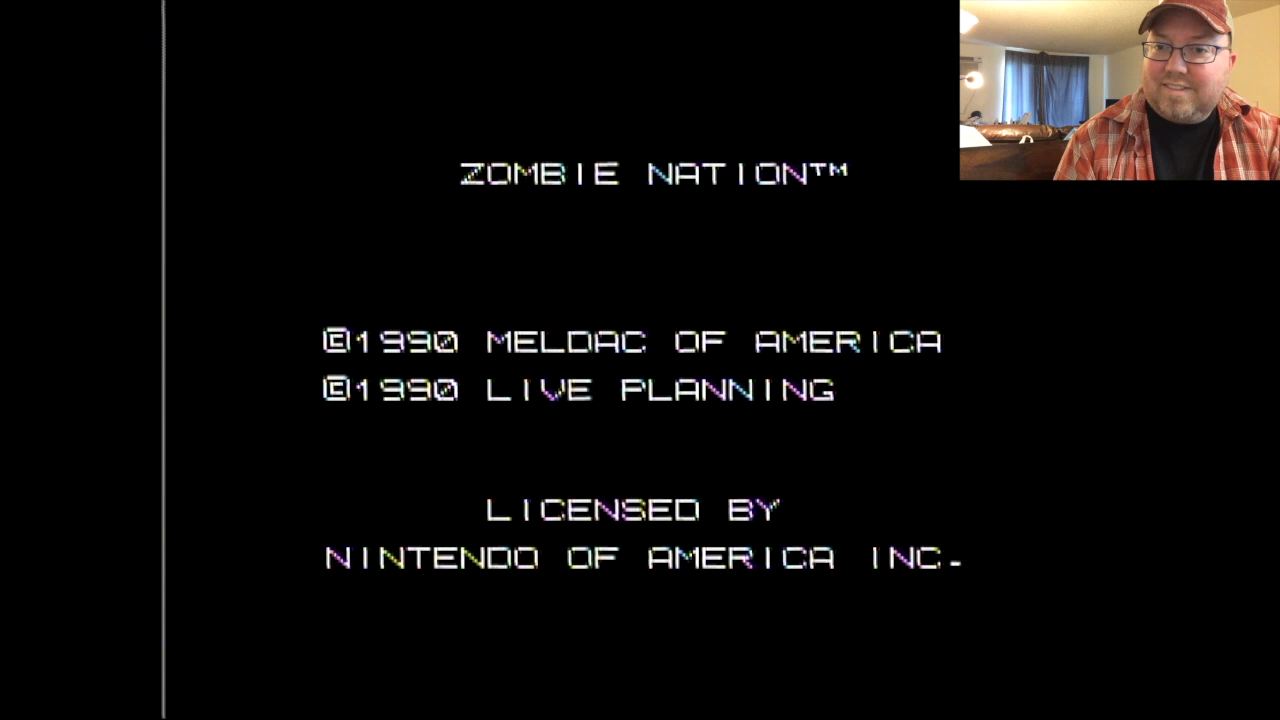 ZOMBIE NATION™
©1990 MELDAC OF AMERICA
©1990 LIVE PLANNING
LICENSED BY
NINTENDO OF AMERICA INC.